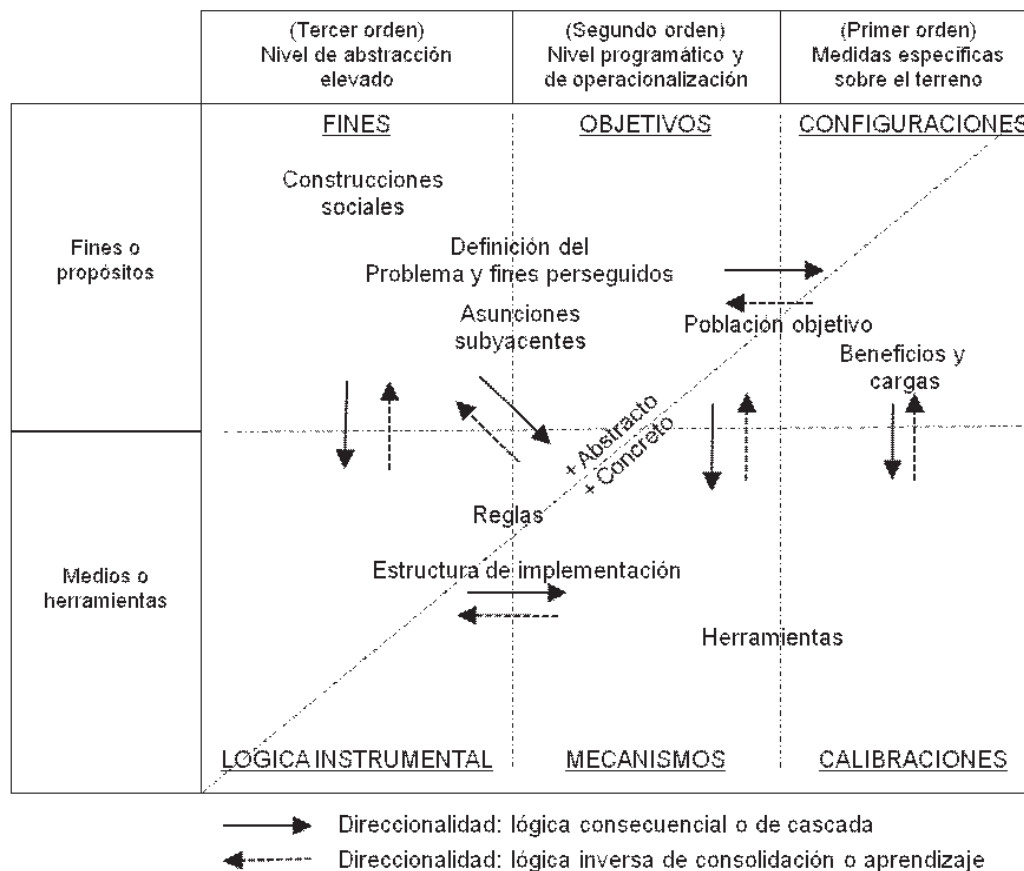 (Tercer orden)
Nivel de abstracción
elevado
(Segundo orden)
Nivel programático y
de operacionalización
(Primer orden)
Medidas específicas
sobre el terreno
Fines o
propósitos
FINES
OBJETIVOS
CONFIGURACIONES
Construcciones
sociales
Definición del
Problema y fines perseguidos
Asunciones
subyacentes
Población objetivo
Beneficios y
cargas
+ Abstracto
+ Concreto
Medios o
herramientas
Reglas
Estructura de implementación
Herramientas
LOGICA INSTRUMENTAL
MECANISMOS
CALIBRACIONES
Direccionalidad: lógica consecuencial o de cascada
Direccionalidad: lógica inversa de consolidación o aprendizaje